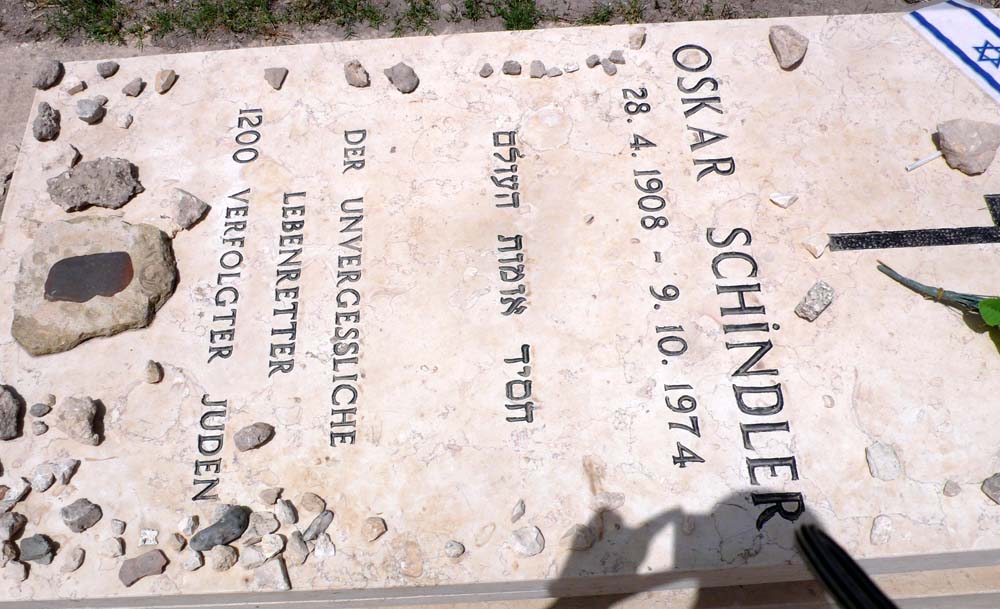 OSKAR SCHINDLER
28. 4. 1908 - 9. 10. 1974
חסיד אומות העולם
DER UNVERGESSLICHE
LEBENRETTER
1200 VERFOLGTER JUDEN